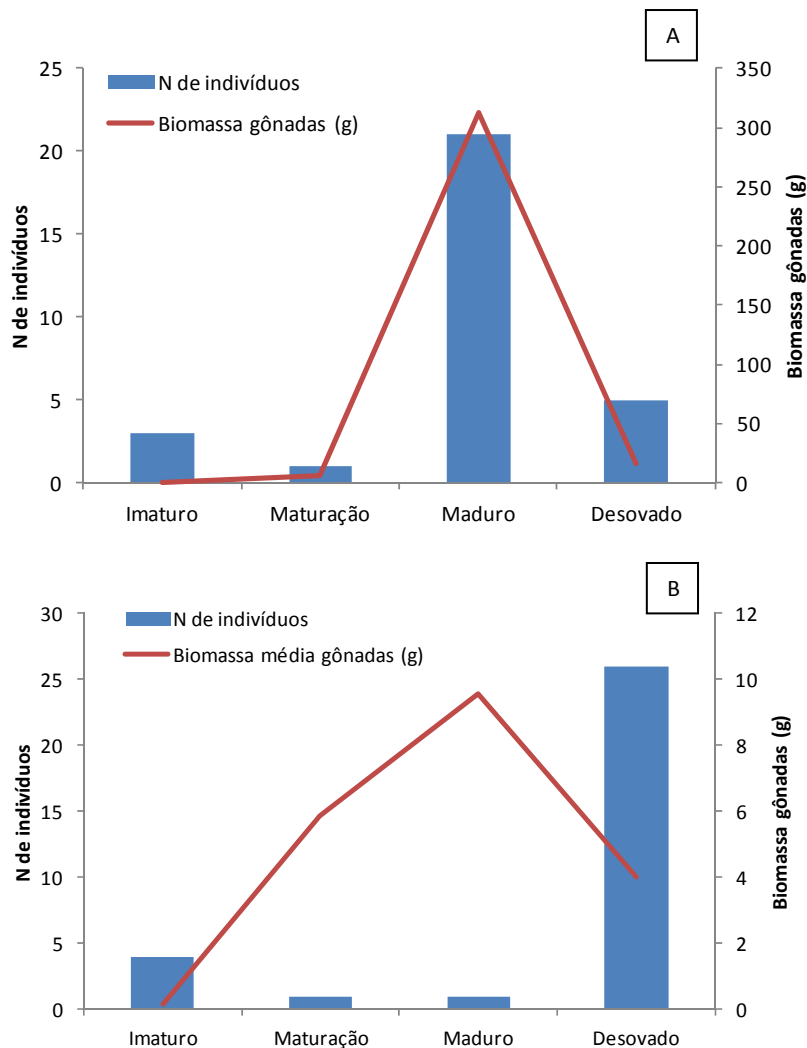 A
N de indivíduos
Biomassa gônadas (g)
25
20
15
10
5
0
N de indivíduos
350
300
250
200
150
100
50
0
Biomassa gônadas (g)
Imaturo Maturação Maduro Desovado
B
N de indivíduos
Biomassa média gônadas (g)
30
25
20
15
10
5
0
N de indivíduos
12
10
8
6
4
2
0
Biomassa gônadas (g)
Imaturo Maturação Maduro Desovado